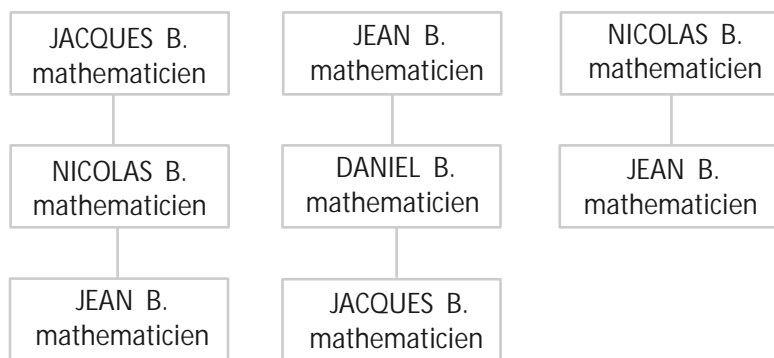 JACQUES B.
mathematicien
JEAN B.
mathematicien
NICOLAS B.
mathematicien
NICOLAS B.
mathematicien
DANIEL B.
mathematicien
JEAN B.
mathematicien
JEAN B.
mathematicien
JACQUES B.
mathematicien